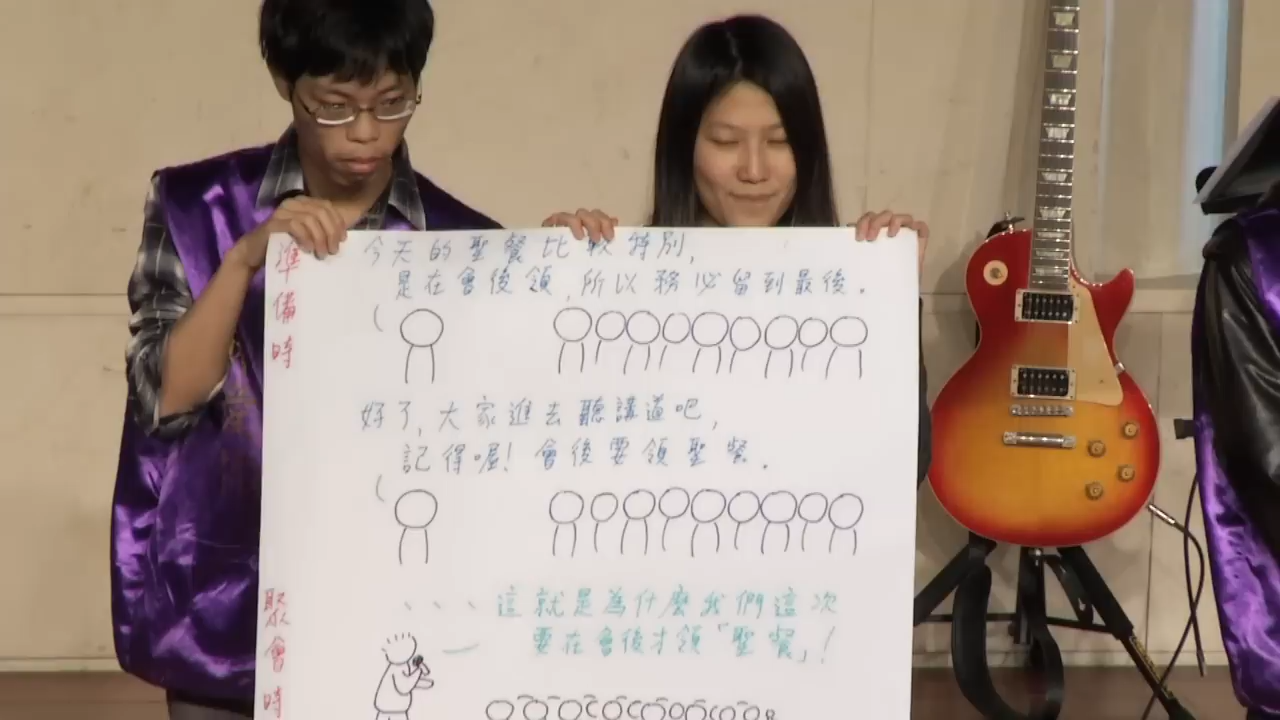 準備時
今天的聖餐比較特別,
是在會後領,所以務必留到最後.
好了,大家進去聽講道吧,
記得喔!會後要領聖餐.
聚會時
、、、這就是為什麼我們這次
要在會後才領「聖餐」!